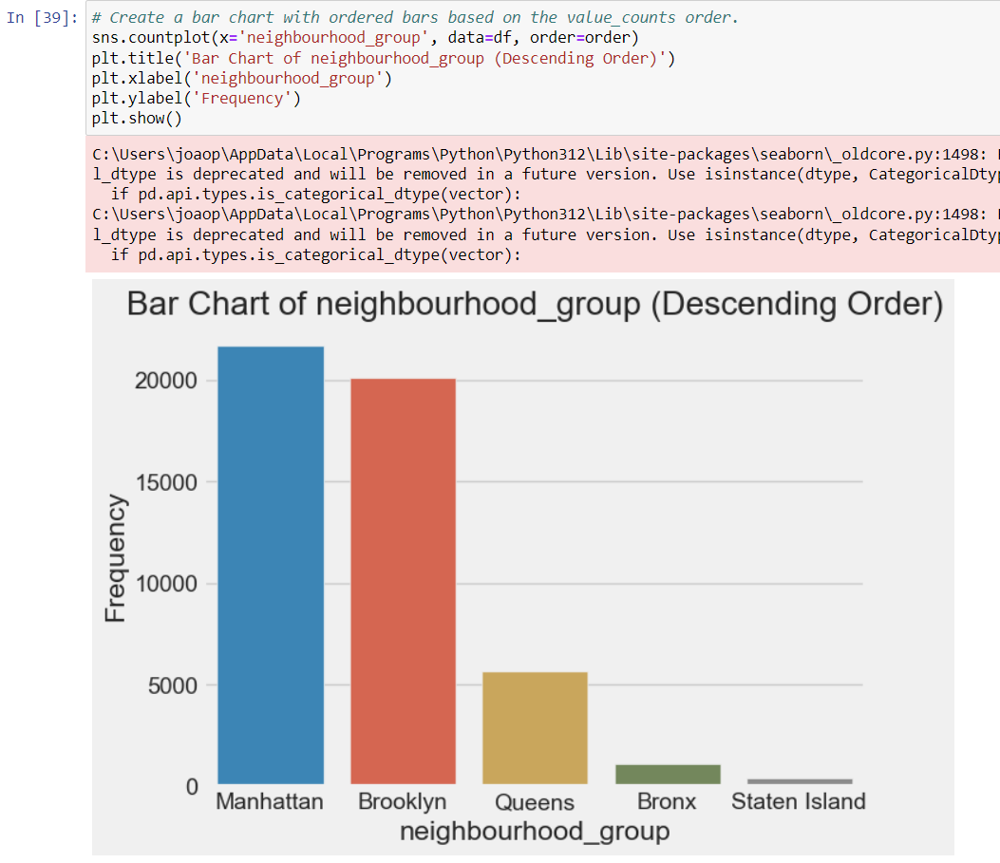 In [39]: # Create a bar chart with ordered bars based on the value_counts order.
sns.countplot(x='neighbourhood_group', data=df, order=order)
plt.title('Bar Chart of neighbourhood_group (Descending Order)')
plt.xlabel('neighbourhood_group')
plt.ylabel('Frequency')
plt.show()
C:\Users\joaop\AppData\Local\Programs\Python\Python312\Lib\site-packages\seaborn\_oldcore.py:1498:
l_dtype is deprecated and will be removed in a future version. Use isinstance(dtype, CategoricalDtyp
if pd.api.types.is_categorical_dtype(vector):
C:\Users\joaop\AppData\Local\Programs\Python\Python312\Lib\site-packages\seaborn\_oldcore.py:1498:
l_dtype is deprecated and will be removed in a future version. Use isinstance(dtype, CategoricalDtyp
if pd.api.types.is_categorical_dtype(vector):
Bar Chart of neighbourhood_group (Descending Order)
20000
15000
10000
5000
0
Frequency
Manhattan Brooklyn Queens Bronx Staten Island
neighbourhood_group